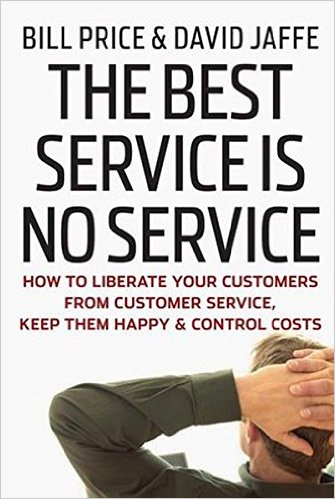 BILL PRICE & DAVID JAFFE
THE BEST
SERVICE IS
NO SERVICE
HOW TO LIBERATE YOUR CUSTOMERS
FROM CUSTOMER SERVICE,
KEEP THEM HAPPY & CONTROL COSTS